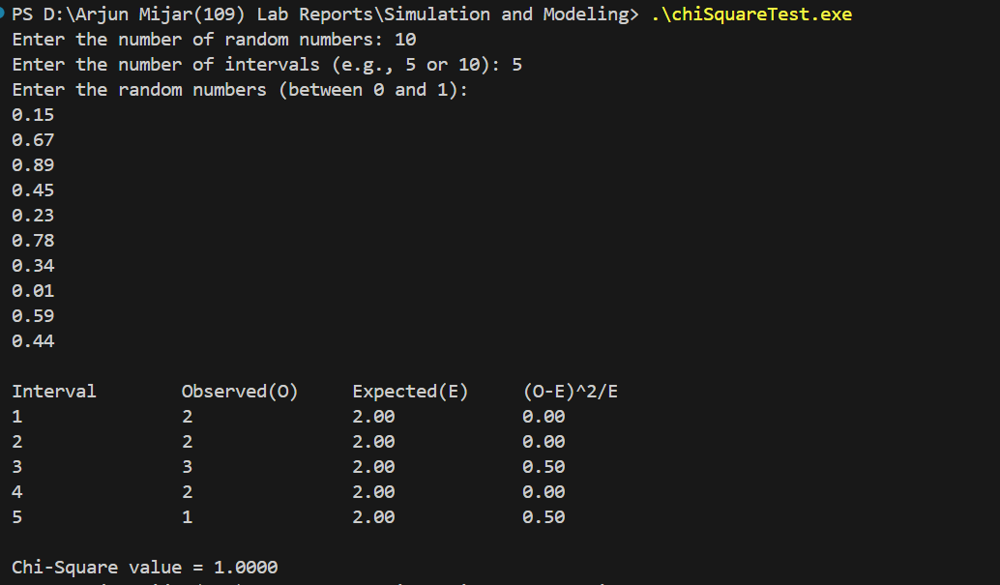 PS D:\Arjun Mijar(109) Lab Reports\Simulation and Modeling> .\chiSquareTest.exe
Enter the number of random numbers: 10
Enter the number of intervals (e.g., 5 or 10): 5
Enter the random numbers (between 0 and 1):
0.15
0.67
0.89
0.45
0.23
0.78
0.34
0.01
0.59
0.44
Interval Observed(O) Expected(E) (O-E)^2/E
1 2 2.00 0.00
2 2 2.00 0.00
3 3 2.00 0.50
4 2 2.00 0.00
5 1 2.00 0.50
Chi-Square value = 1.0000